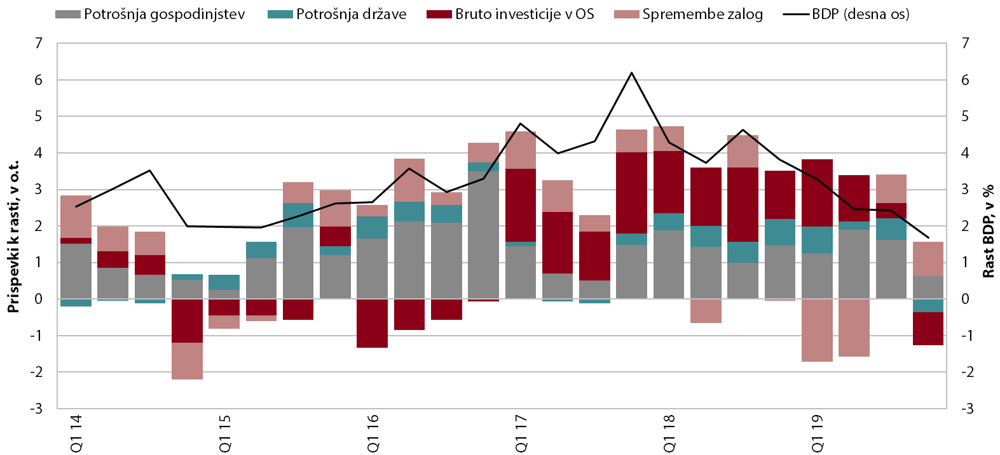 Potrošnja gospodinjstev Potrošnja države Bruto investicije v OS Spremembe zalog BDP (desna os)
Prispevki k rasti, v o.t.
7
6
5
4
3
2
1
0
-1
-2
-3
7
6
5
4
3
2
1
0
-1
-2
-3
Rast BDP, v %
Q1 14
Q1 15
Q1 16
Q1 17
Q1 18
Q1 19